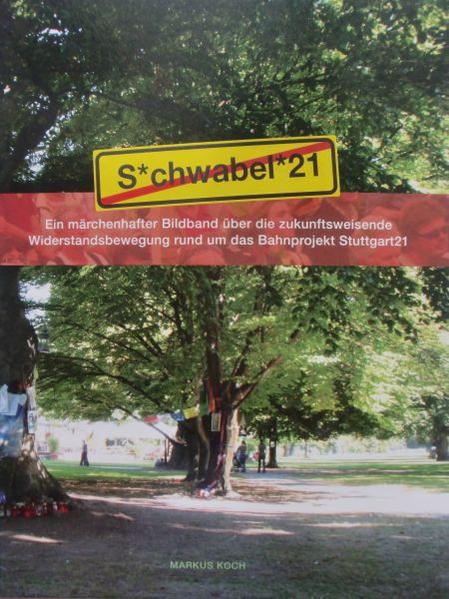 S*chwabel*21
Ein märchenhafter Bildband über die zukunftsweisende
Widerstandsbewegung rund um das Bahnprojekt Stuttgart21
MARKUS KOCH